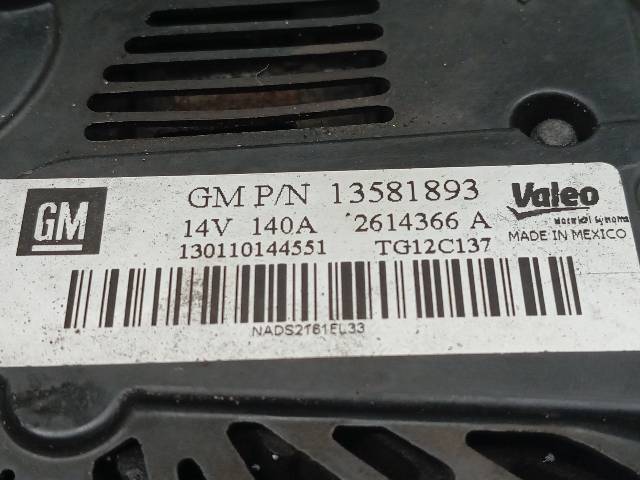 GM
GM P/N 13581893
14V 140A 2614366 A
130110144551 TG12C137
Valeo
MADE IN MEXICO
NADS2161EL33